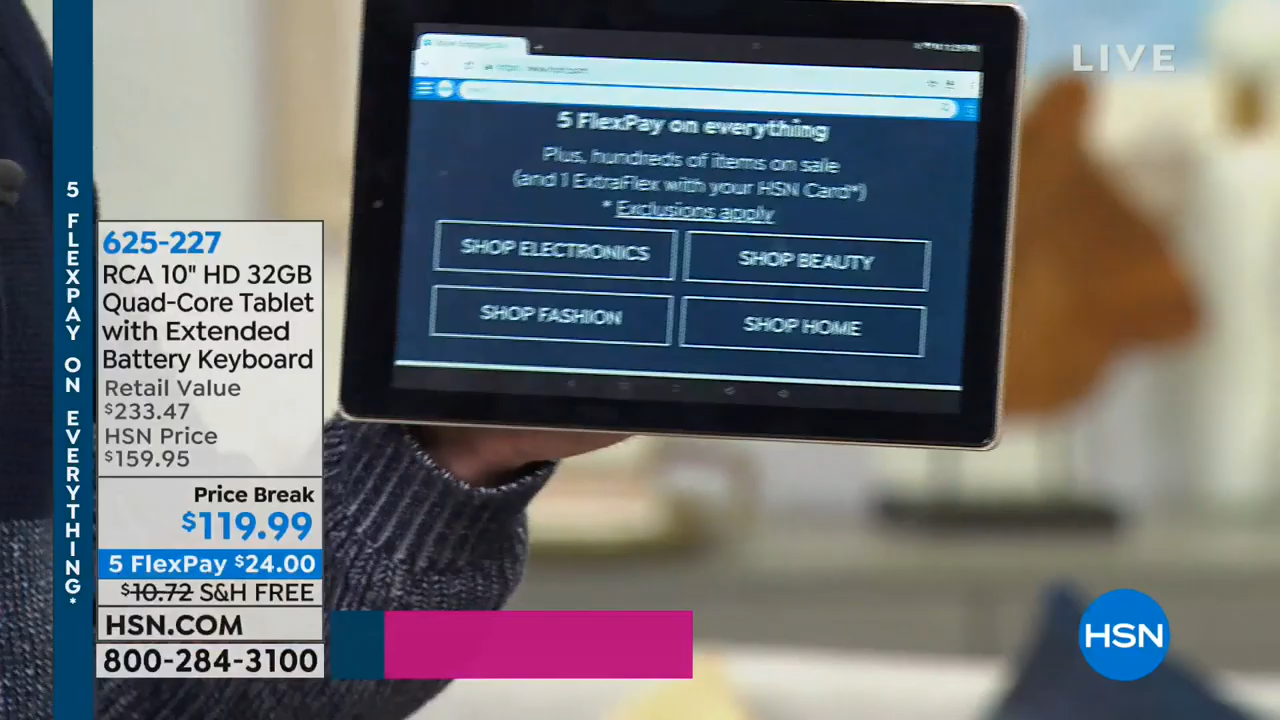 5 FLEXPAY ON EVERYTHING*
625-227
RCA 10" HD 32GB
Quad-Core Tablet
with Extended
Battery Keyboard
Retail Value
$233.47
HSN Price
$159.95
Price Break
$119.99
5 FlexPay $24.00
$10.72 S&H FREE
HSN.COM
800-284-3100
5 FlexPay on everything
Plus, hundreds of items on sale
(and 1 ExtraFlex with your HSN Card*)
* Exclusions apply
SHOP ELECTRONICS
SHOP BEAUTY
SHOP FASHION
SHOP HOME
LIVE
HSN